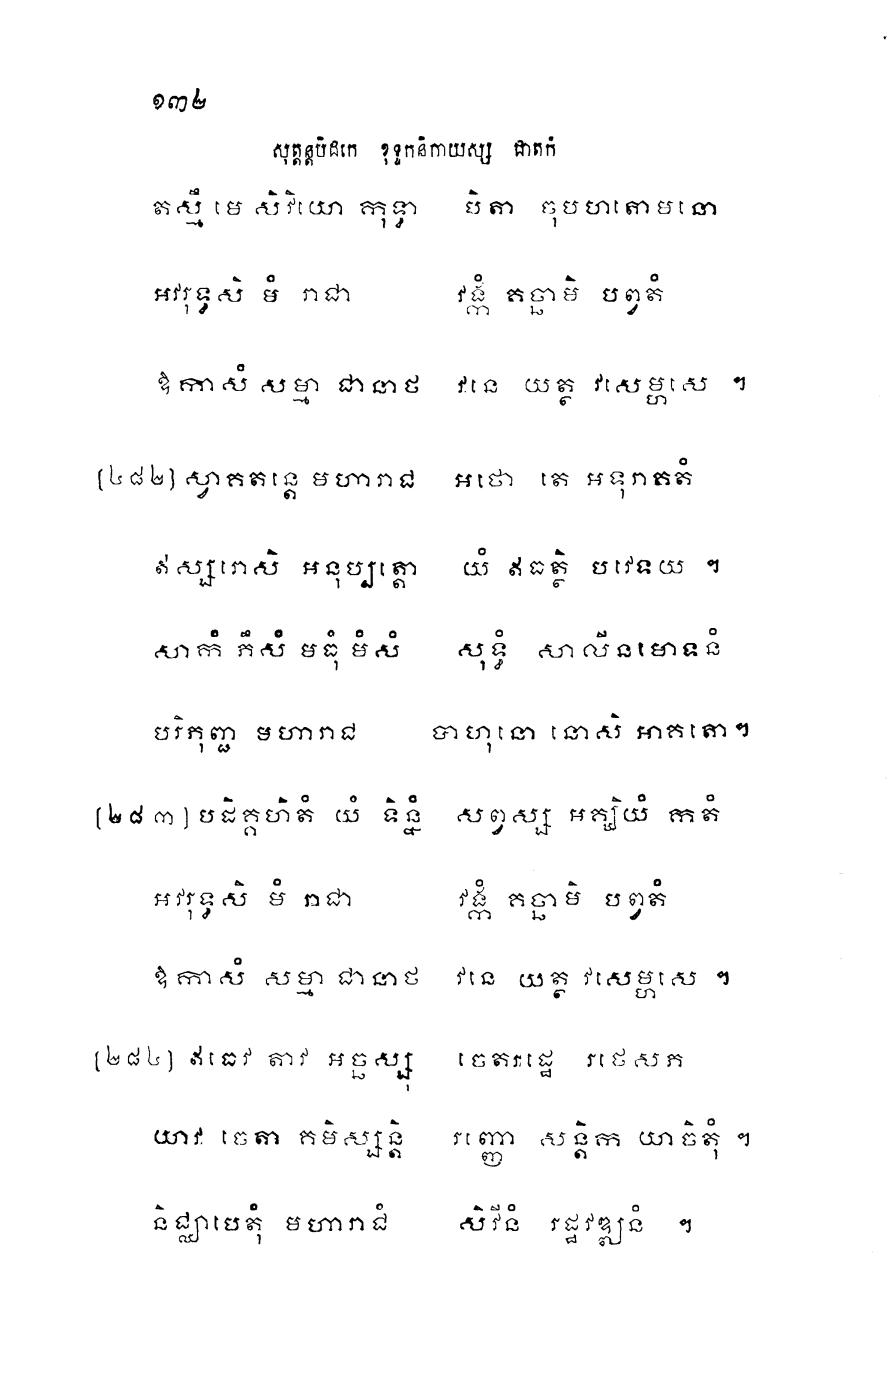 ១៣២
សុត្តន្តបិដកេ ខុទ្ទកនិកាយស្ស ជាតកំ
តស្មឹ មេ សិវិយោ កុទ្ធា បិតា ចុបហតោមនោ
អវរុទ្ធសិ មំ រាជា វង្កំ គច្ឆាមិ បព្វតំ
ឱកាសំ សម្មា ជានាថ វនេ យត្ថ វសេម្ហសេ ។
[៤៨២] ស្វាគតន្តេ មហារាជ អថោ តេ អទុរាគតំ
ឥស្សរោសិ អនុប្បត្តោ យំ ឥធត្ថិ បវេទយ ។
សាកំ ភឹសំ មធុំ មំសំ សុទ្ធំ សាលីនមោទនំ
បរិភុញ្ជ មហារាជ បាហុនោ នោសិ អាគតោ។
[២៨៣] បដិគ្គហិតំ យំ ទិន្នំ សព្វស្ស អគ្ឃិយំ កតំ
អវរុទ្ធសិ មំ រាជា វង្កំ គច្ឆាមិ បព្វតំ
ឱកាសំ សម្មា ជានាថ វនេ យត្ថ វសេម្ហសេ ។
[២៨៤] ឥធេវ តាវ អច្ឆស្សុ ចេតរដ្ឋេ រថេសភ
យាវ ចេតា គមិស្សន្តិ រញ្ញោ សន្តិក យាចិតុំ ។
និជ្ឈាបេតុំ មហារាជំ សិវីនំ រដ្ឋវឌ្ឍនំ ។